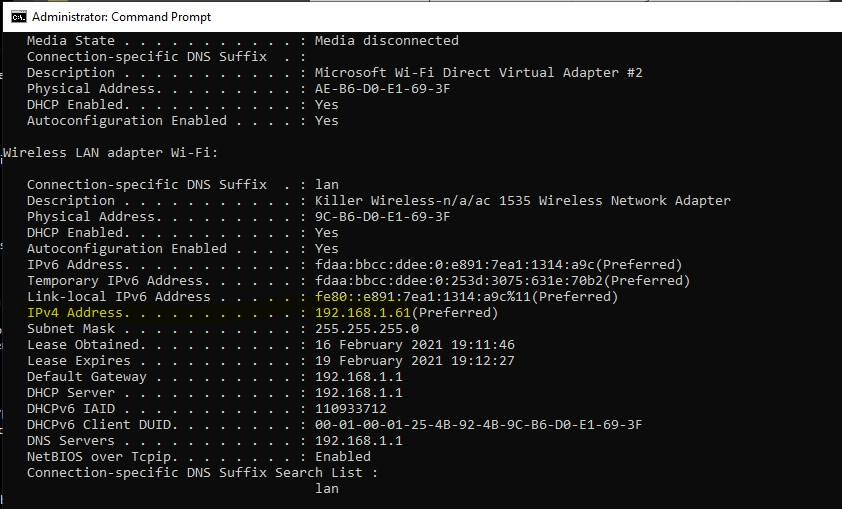 Administrator: Command Prompt
Media State . . . . . . . . . . . : Media disconnected
Connection-specific DNS Suffix  . :
Description . . . . . . . . . . . : Microsoft Wi-Fi Direct Virtual Adapter #2
Physical Address. . . . . . . . . : AE-B6-D0-E1-69-3F
DHCP Enabled. . . . . . . . . . . : Yes
Autoconfiguration Enabled . . . . : Yes
Wireless LAN adapter Wi-Fi:
Connection-specific DNS Suffix  . : lan
Description . . . . . . . . . . . : Killer Wireless-n/a/ac 1535 Wireless Network Adapter
Physical Address. . . . . . . . . : 9C-B6-D0-E1-69-3F
DHCP Enabled. . . . . . . . . . . : Yes
Autoconfiguration Enabled . . . . : Yes
IPv6 Address. . . . . . . . . . . : fdaa:bbcc:ddee:0:e891:7ea1:1314:a9c(Preferred)
Temporary IPv6 Address. . . . . . : fdaa:bbcc:ddee:0:253d:3075:631e:70b2(Preferred)
Link-local IPv6 Address . . . . . : fe80::e891:7ea1:1314:a9c%11(Preferred)
IPv4 Address. . . . . . . . . . . : 192.168.1.61(Preferred)
Subnet Mask . . . . . . . . . . . : 255.255.255.0
Lease Obtained. . . . . . . . . . : 16 February 2021 19:11:46
Lease Expires . . . . . . . . . . : 19 February 2021 19:12:27
Default Gateway . . . . . . . . . : 192.168.1.1
DHCP Server . . . . . . . . . . . : 192.168.1.1
DHCPv6 IAID . . . . . . . . . . . : 110933712
DHCPv6 Client DUID. . . . . . . . : 00-01-00-01-25-4B-92-4B-9C-B6-D0-E1-69-3F
DNS Servers . . . . . . . . . . . : 192.168.1.1
NetBIOS over Tcpip. . . . . . . . : Enabled
Connection-specific DNS Suffix Search List :
lan